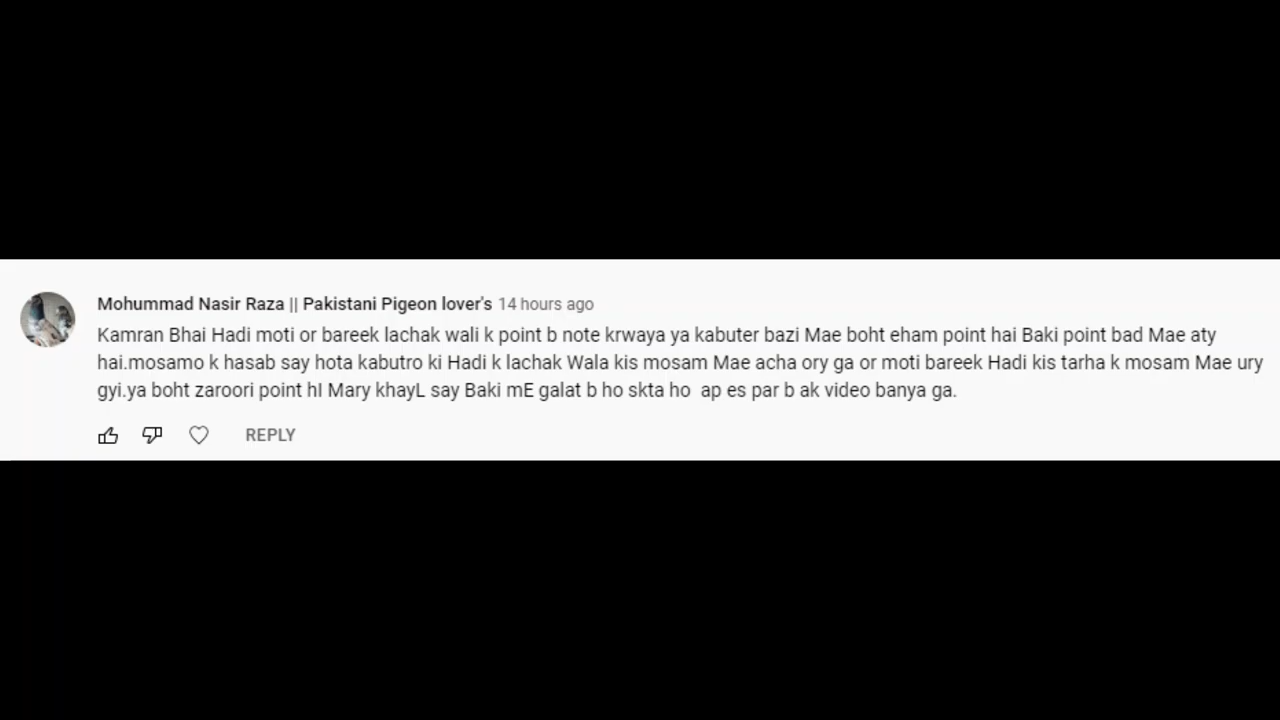 Mohummad Nasir Raza || Pakistani Pigeon lover's 14 hours ago
Kamran Bhai Hadi moti or bareek lachak wali k point b note krwaya ya kabuter bazi Mae boht eham point hai Baki point bad Mae aty
hai.mosamo k hasab say hota kabutro ki Hadi k lachak Wala kis mosam Mae acha ory ga or moti bareek Hadi kis tarha k mosam Mae ury
gyi.ya boht zaroori point hI Mary khayL say Baki mE galat b ho skta ho  ap es par b ak video banya ga.
REPLY